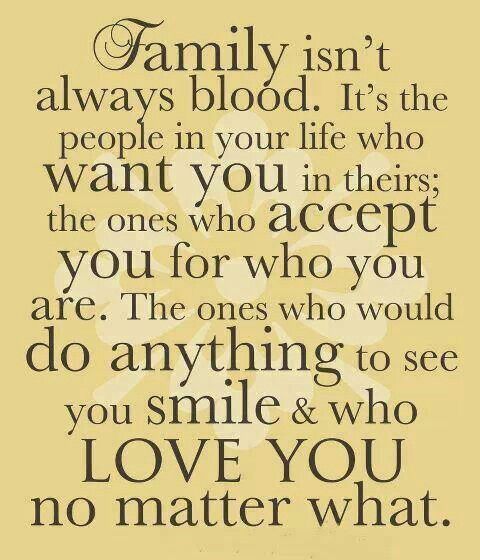 Family isn't
always blood. It's the
people in your life who
want you in theirs;
the ones who accept
you for who you
are. The ones who would
do anything to see
you smile & who
LOVE YOU
no matter what.